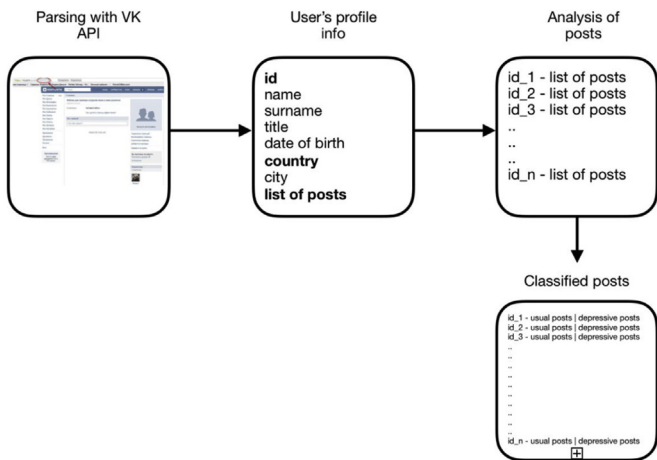 Parsing with VK
API
User's profile
info
Analysis of
posts
id
name
surname
title
date of birth
country
city
list of posts
id_1 - list of posts
id_2 - list of posts
id_3 - list of posts
..
..
..
id_n - list of posts
Classified posts
id_1 - usual posts | depressive posts
id_2 - usual posts | depressive posts
id_3 - usual posts | depressive posts
..
..
..
..
..
..
..
..
..
id_n - usual posts | depressive posts